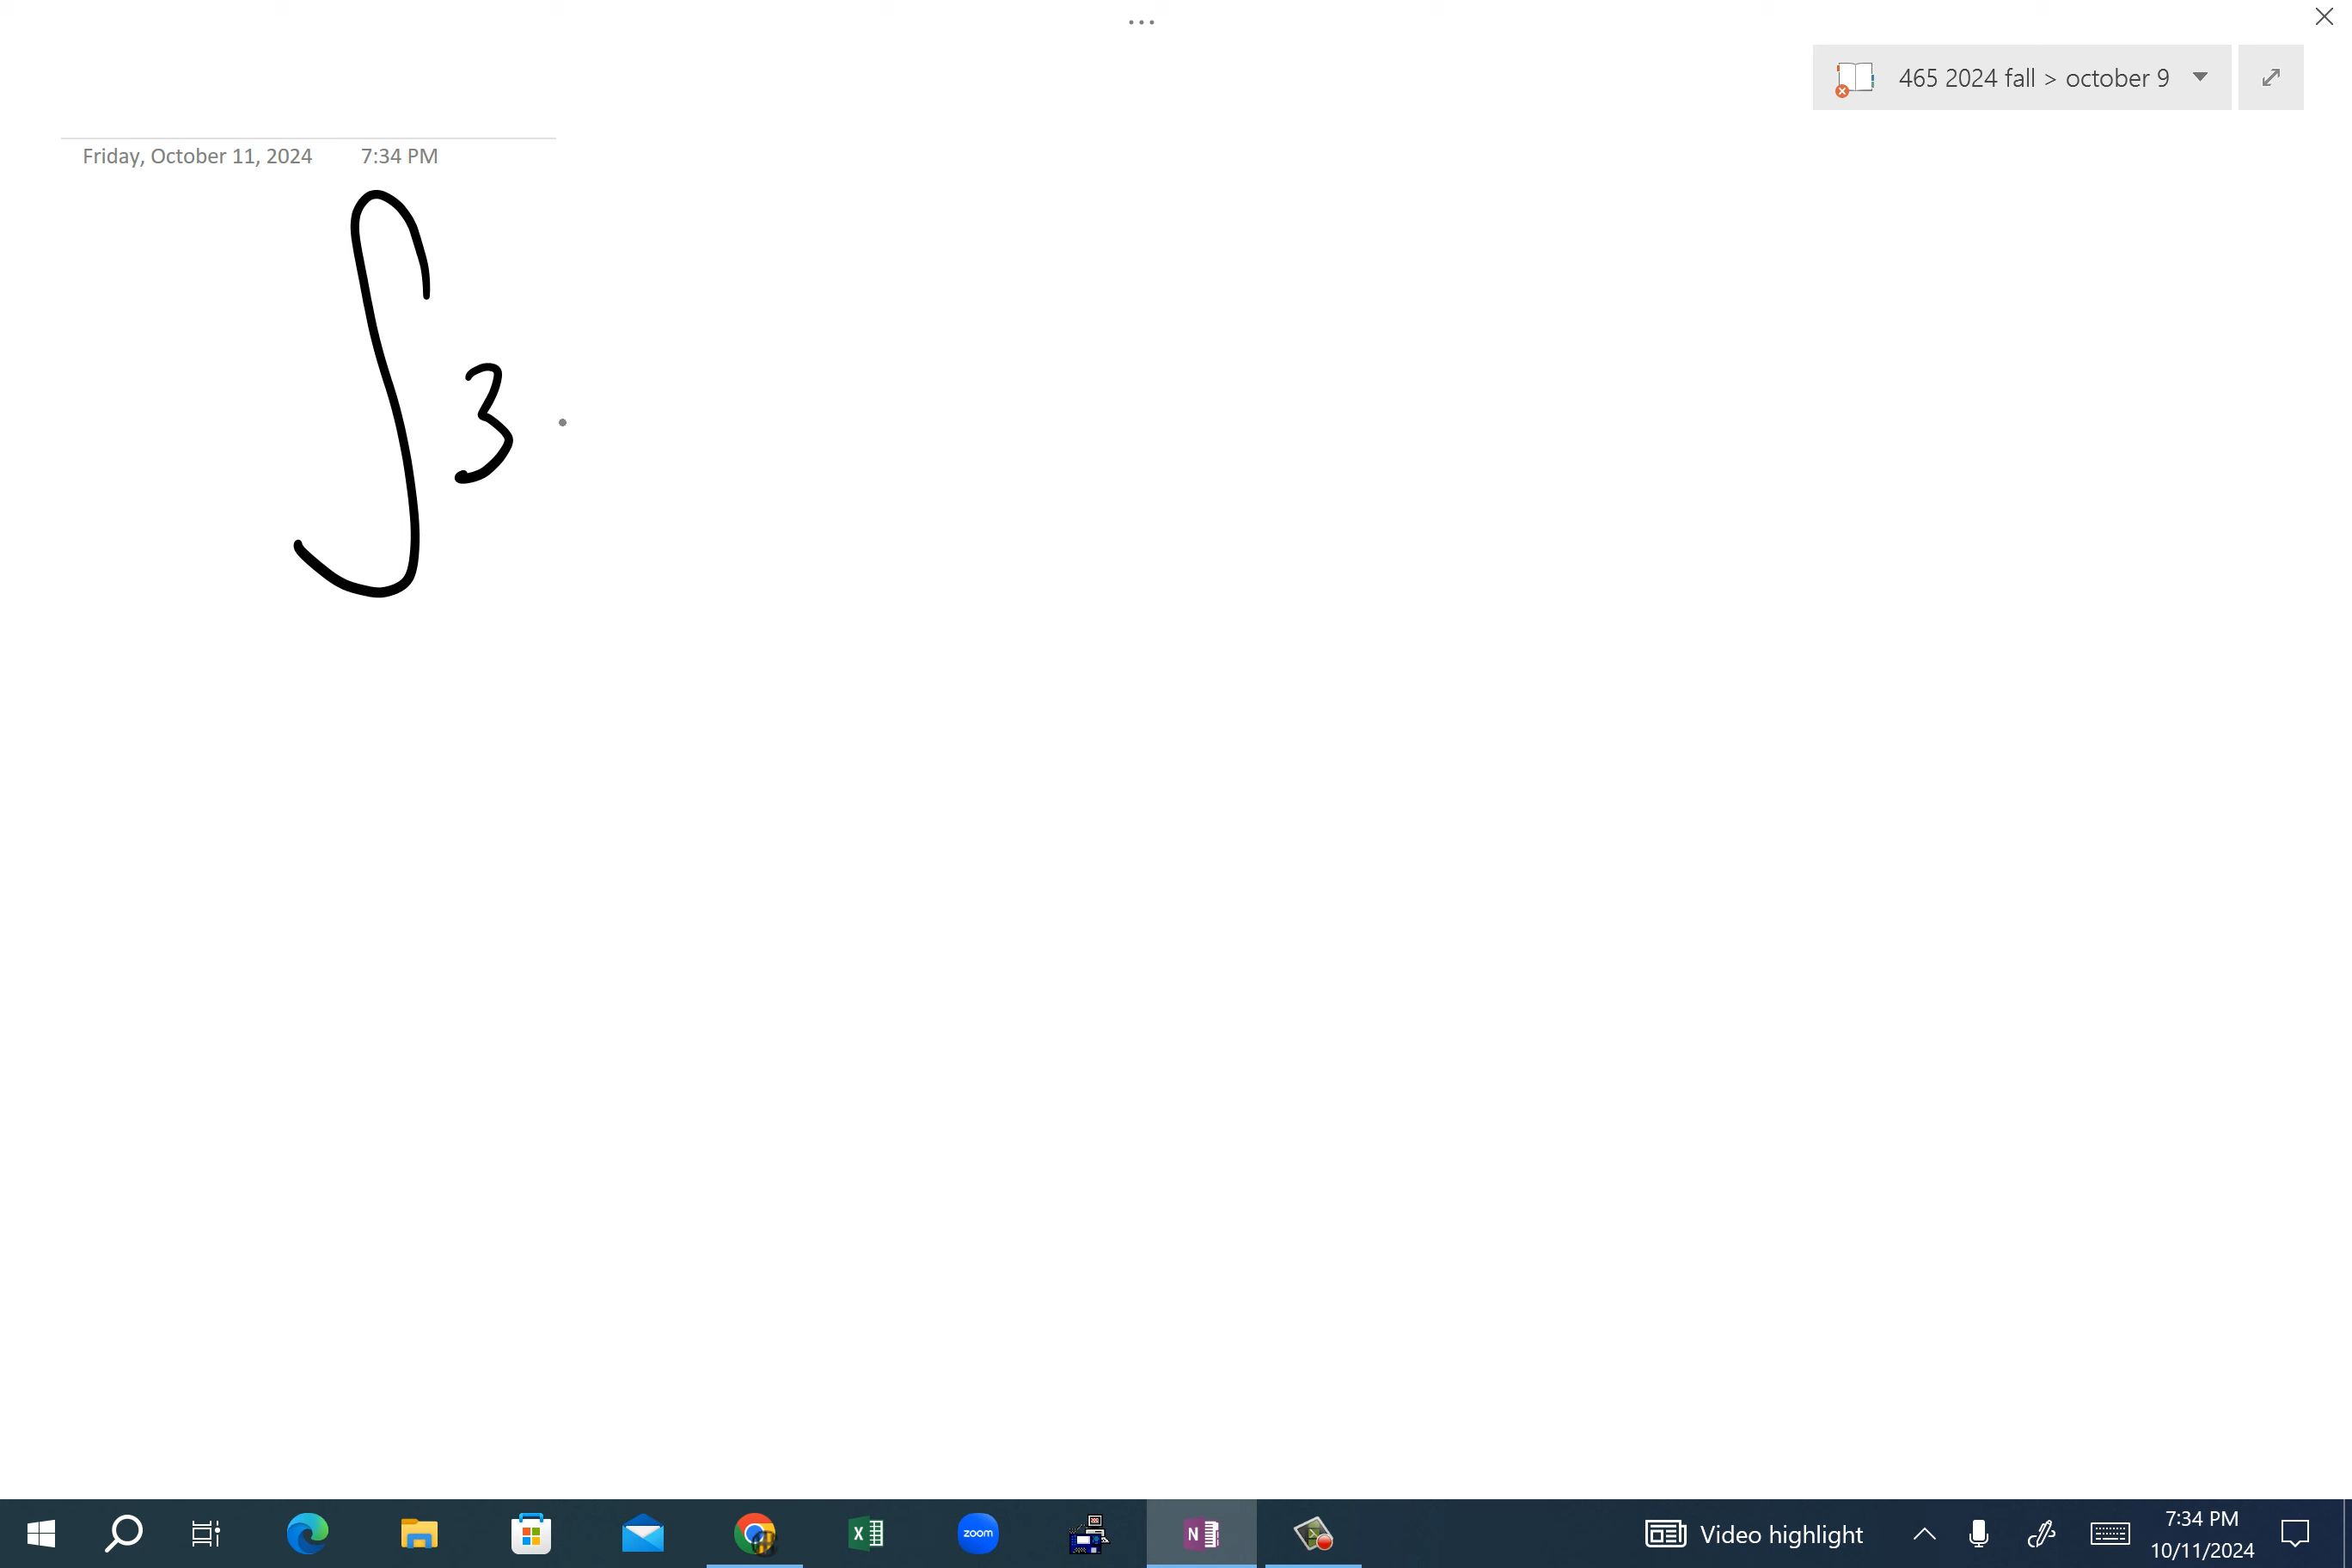 ...
465 2024 fall > october 9
Friday, October 11, 2024 7:34 PM
∫3
zoom
Video highlight
7:34 PM
10/11/2024